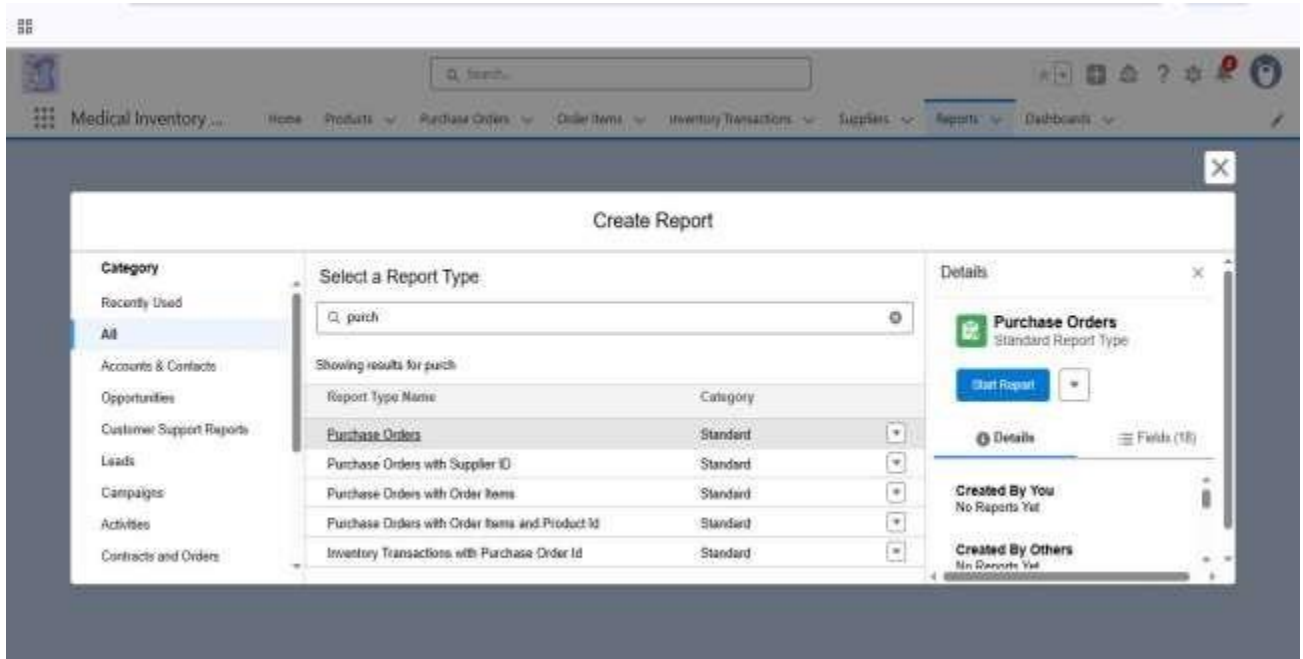 Search...
?
Medical Inventory ...
Home
Products
Purchase Orders
Order Items
Inventory Transactions
Suppliers
Reports
Dashboards
Create Report
Category
Recently Used
All
Accounts & Contacts
Opportunities
Customer Support Reports
Leads
Campaigns
Activities
Contracts and Orders
Select a Report Type
purch
Showing results for purch
Report Type Name Category
Purchase Orders Standard
Purchase Orders with Supplier ID Standard
Purchase Orders with Order Items Standard
Purchase Orders with Order Items and Product Id Standard
Inventory Transactions with Purchase Order Id Standard
Details
Purchase Orders
Standard Report Type
Start Report
Details
Fields (18)
Created By You
No Reports Yet
Created By Others
No Reports Yet